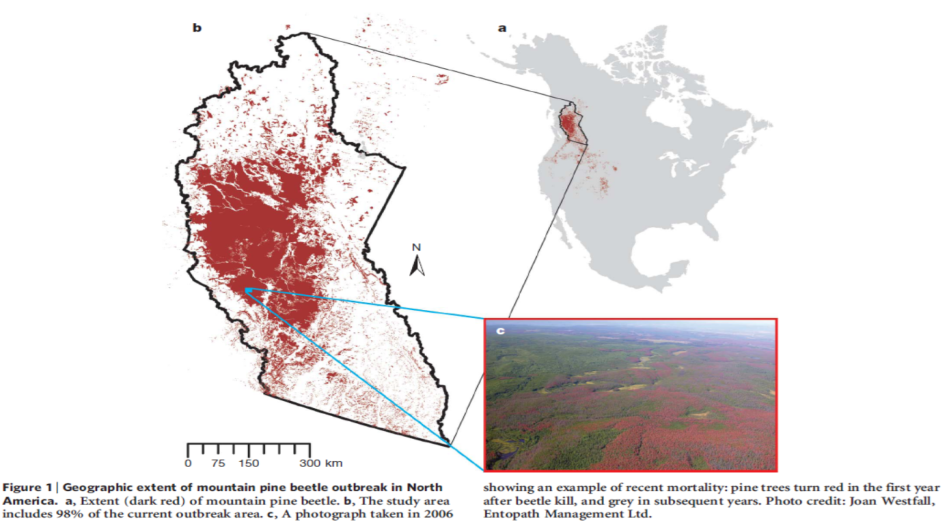 b
a
N
c
0 75 150 300 km
Figure 1 | Geographic extent of mountain pine beetle outbreak in North
America. a, Extent (dark red) of mountain pine beetle. b, The study area
includes 98% of the current outbreak area. c, A photograph taken in 2006
showing an example of recent mortality: pine trees turn red in the first year
after beetle kill, and grey in subsequent years. Photo credit: Joan Westfall,
Entopath Management Ltd.